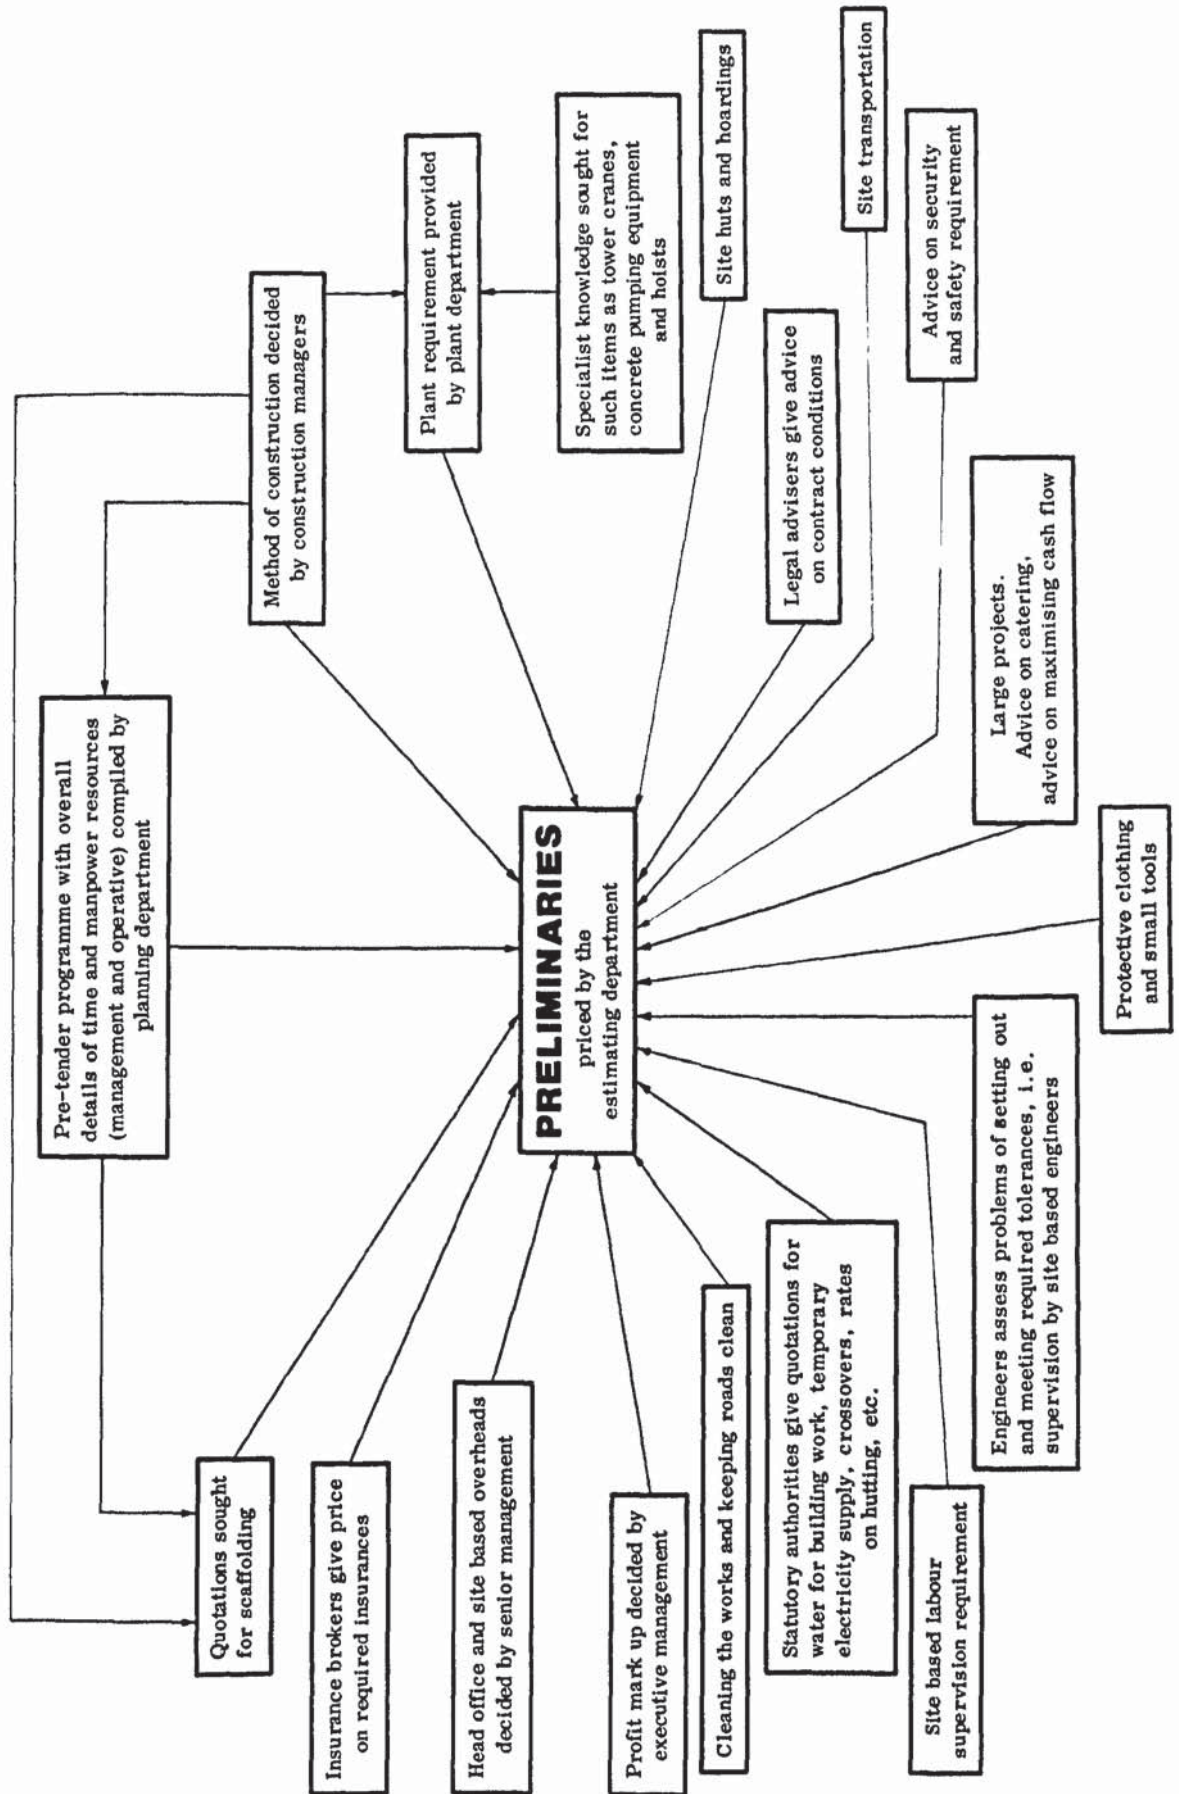 Pre-tender programme with overall
details of time and manpower resources
(management and operative) compiled by
planning department
Method of construction decided
by construction managers
Quotations sought
for scaffolding
Insurance brokers give price
on required insurances
Plant requirement provided
by plant department
Head office and site based overheads
decided by senior management
PRELIMINARIES
priced by the
estimating department
Specialist knowledge sought for
such items as tower cranes,
concrete pumping equipment
and hoists
Profit mark up decided by
executive management
Site huts and hoardings
Cleaning the works and keeping roads clean
Legal advisers give advice
on contract conditions
Statutory authorities give quotations for
water for building work, temporary
electricity supply, crossovers, rates
on hutting, etc.
Site transportation
Advice on security
and safety requirement
Site based labour
supervision requirement
Engineers assess problems of setting out
and meeting required tolerances, i.e.
supervision by site based engineers
Large projects.
Advice on catering,
advice on maximising cash flow
Protective clothing
and small tools